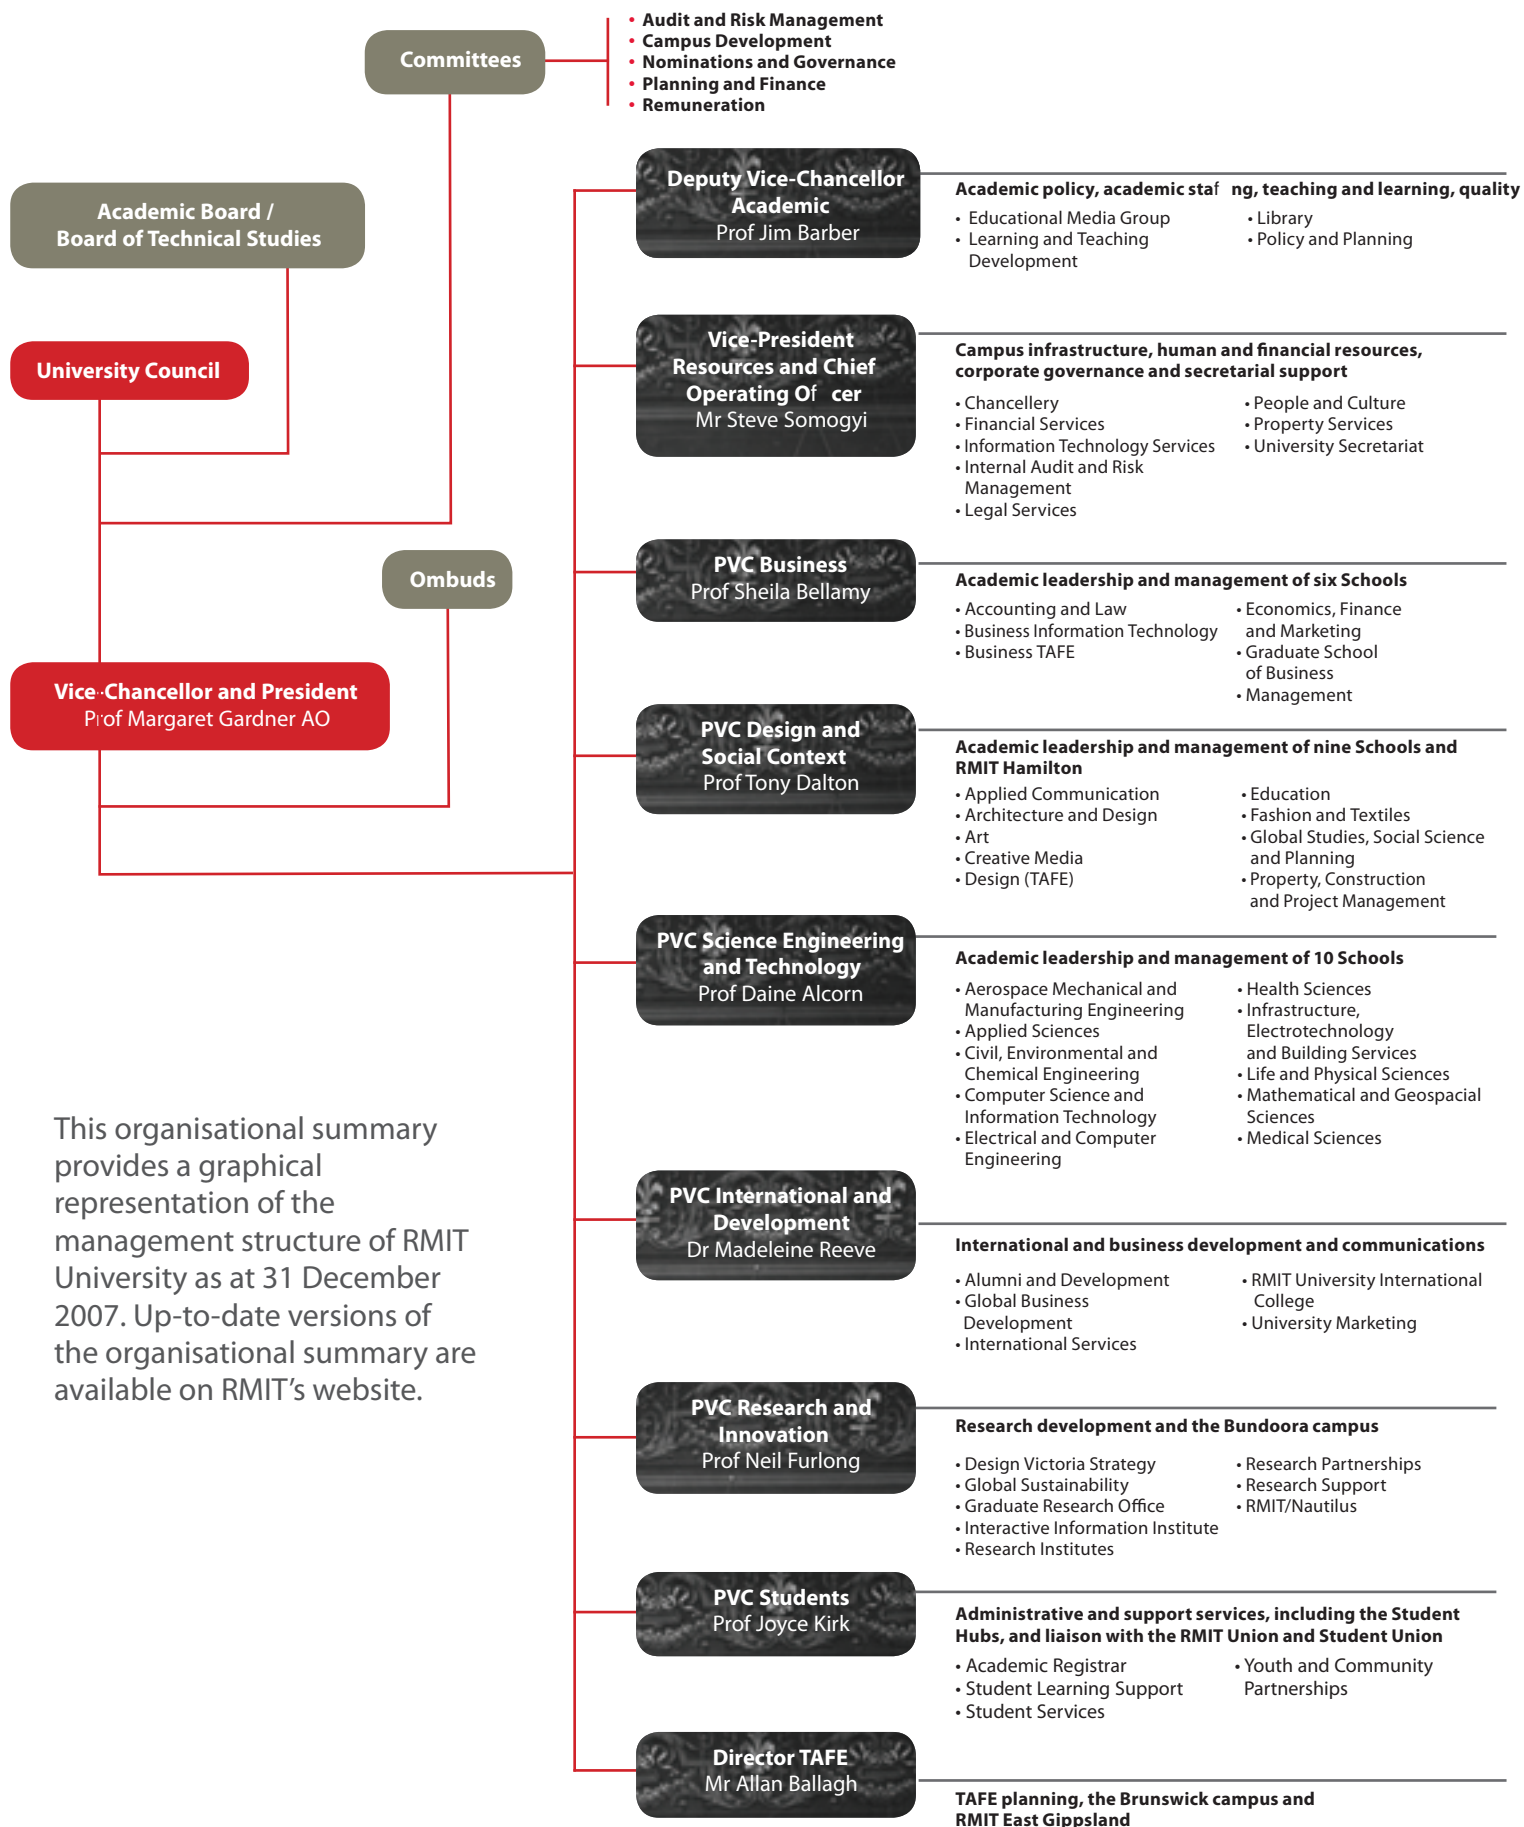 Committees
• Audit and Risk Management
• Campus Development
• Nominations and Governance
• Planning and Finance
• Remuneration
Academic Board /
Board of Technical Studies
University Council
Ombuds
Vice-Chancellor and President
Prof Margaret Gardner AO
This organisational summary
provides a graphical
representation of the
management structure of RMIT
University as at 31 December
2007. Up-to-date versions of
the organisational summary are
available on RMIT’s website.
Deputy Vice-Chancellor
Academic
Prof Jim Barber
Academic policy, academic staf ng, teaching and learning, quality
• Educational Media Group
• Learning and Teaching
Development
• Library
• Policy and Planning
Vice-President
Resources and Chief
Operating Of cer
Mr Steve Somogyi
Campus infrastructure, human and financial resources,
corporate governance and secretarial support
• Chancellery
• Financial Services
• Information Technology Services
• Internal Audit and Risk
Management
• Legal Services
• People and Culture
• Property Services
• University Secretariat
PVC Business
Prof Sheila Bellamy
Academic leadership and management of six Schools
• Accounting and Law
• Business Information Technology
• Business TAFE
• Economics, Finance
and Marketing
• Graduate School
of Business
• Management
PVC Design and
Social Context
Prof Tony Dalton
Academic leadership and management of nine Schools and
RMIT Hamilton
• Applied Communication
• Architecture and Design
• Art
• Creative Media
• Design (TAFE)
• Education
• Fashion and Textiles
• Global Studies, Social Science
and Planning
• Property, Construction
and Project Management
PVC Science Engineering
and Technology
Prof Daine Alcorn
Academic leadership and management of 10 Schools
• Aerospace Mechanical and
Manufacturing Engineering
• Applied Sciences
• Civil, Environmental and
Chemical Engineering
• Computer Science and
Information Technology
• Electrical and Computer
Engineering
• Health Sciences
• Infrastructure,
Electrotechnology
and Building Services
• Life and Physical Sciences
• Mathematical and Geospacial
Sciences
• Medical Sciences
PVC International and
Development
Dr Madeleine Reeve
International and business development and communications
• Alumni and Development
• Global Business
Development
• International Services
• RMIT University International
College
• University Marketing
PVC Research and
Innovation
Prof Neil Furlong
Research development and the Bundoora campus
• Design Victoria Strategy
• Global Sustainability
• Graduate Research Office
• Interactive Information Institute
• Research Institutes
• Research Partnerships
• Research Support
• RMIT/Nautilus
PVC Students
Prof Joyce Kirk
Administrative and support services, including the Student
Hubs, and liaison with the RMIT Union and Student Union
• Academic Registrar
• Student Learning Support
• Student Services
• Youth and Community
Partnerships
Director TAFE
Mr Allan Ballagh
TAFE planning, the Brunswick campus and
RMIT East Gippsland